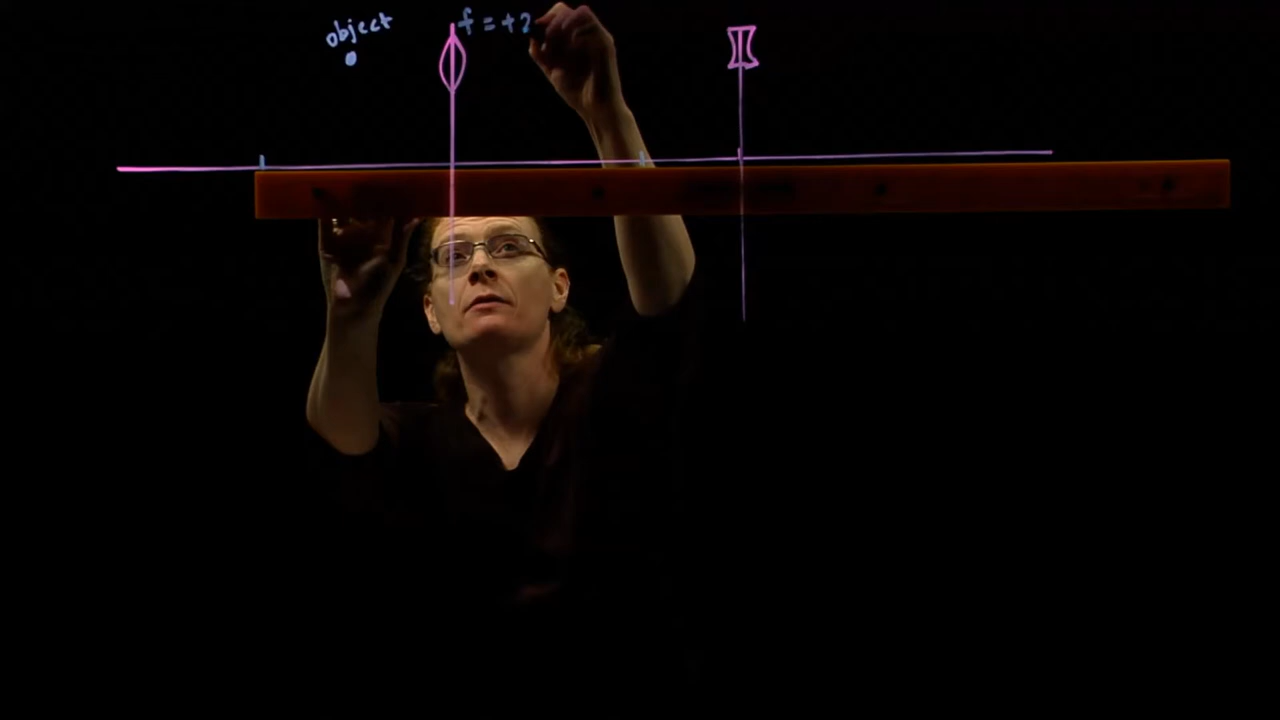 object
f = +2